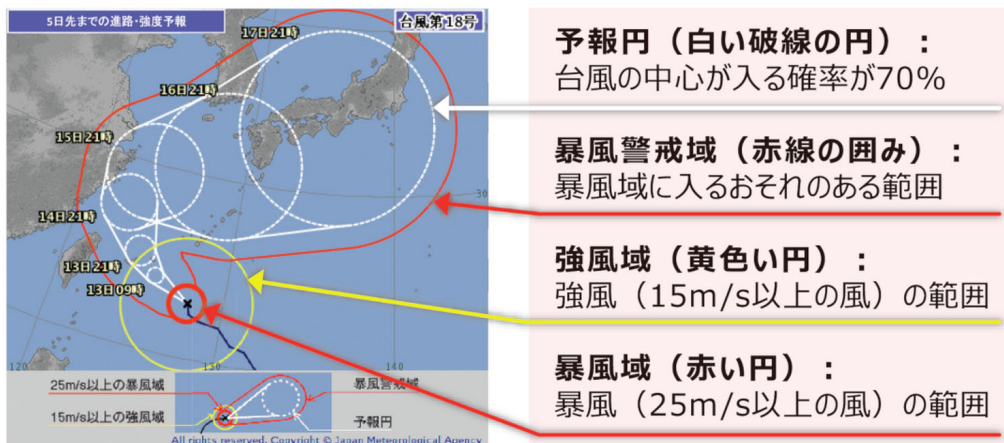 5日先までの進路・強度予報
台風第18号
17日21時
16日21時
15日21時
14日21時
13日21時
13日09時
30
120
130
140
25m/s以上の暴風域
暴風警戒域
15m/s以上の強風域
予報円
All rights reserved. Copyright © Japan Meteorological Agency
予報円（白い破線の円）：
台風の中心が入る確率が70%
暴風警戒域（赤線の囲み）：
暴風域に入るおそれのある範囲
強風域（黄色い円）：
強風（15m/s以上の風）の範囲
暴風域（赤い円）：
暴風（25m/s以上の風）の範囲